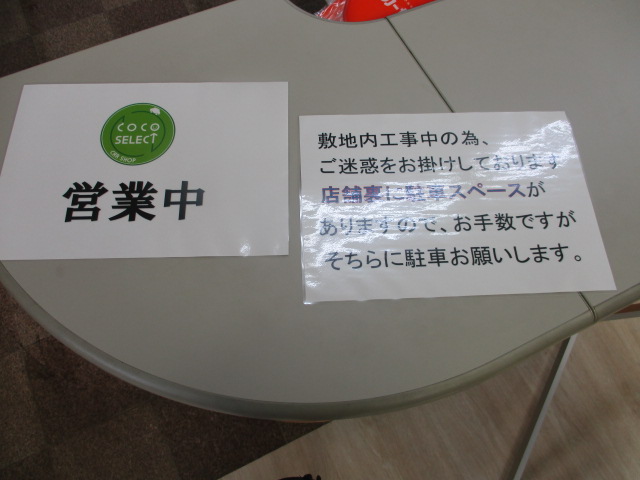 COCO
SELECT
営業中
敷地内工事中の為、
ご迷惑をお掛けしております
店舗裏に駐車スペースが
ありますので、お手数ですが
そちらに駐車お願いします。